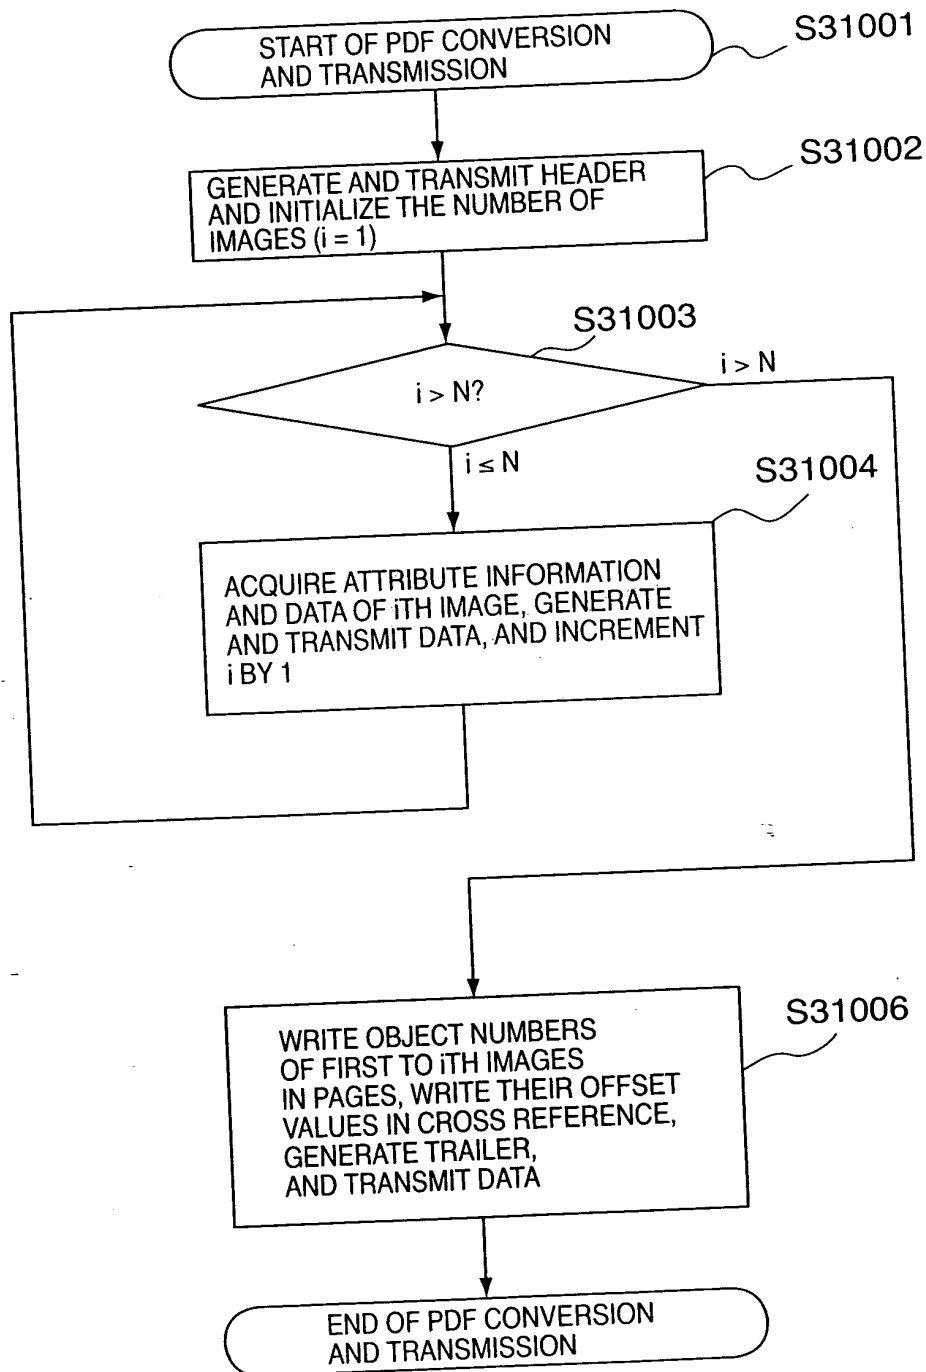 START OF PDF CONVERSION
AND TRANSMISSION
S31001
GENERATE AND TRANSMIT HEADER
AND INITIALIZE THE NUMBER OF
IMAGES (i = 1)
S31002
S31003
i > N?
i > N
i ≤ N
S31004
ACQUIRE ATTRIBUTE INFORMATION
AND DATA OF iTH IMAGE, GENERATE
AND TRANSMIT DATA, AND INCREMENT
i BY 1
S31006
WRITE OBJECT NUMBERS
OF FIRST TO iTH IMAGES
IN PAGES, WRITE THEIR OFFSET
VALUES IN CROSS REFERENCE,
GENERATE TRAILER,
AND TRANSMIT DATA
END OF PDF CONVERSION
AND TRANSMISSION